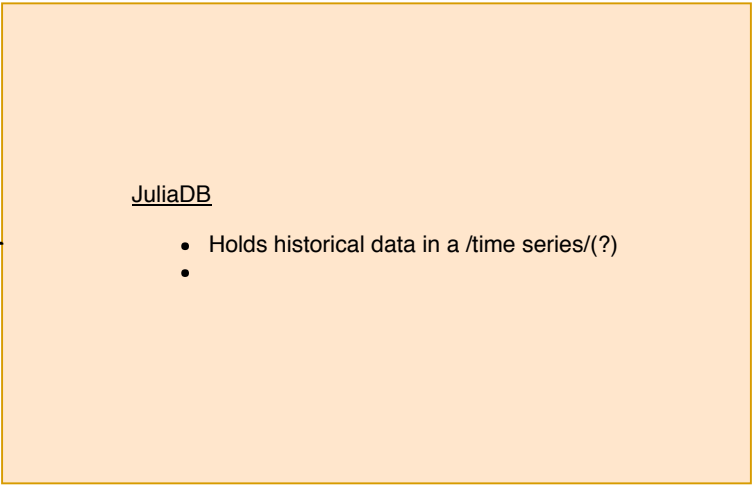 JuliaDB
• Holds historical data in a /time series/(?)
•